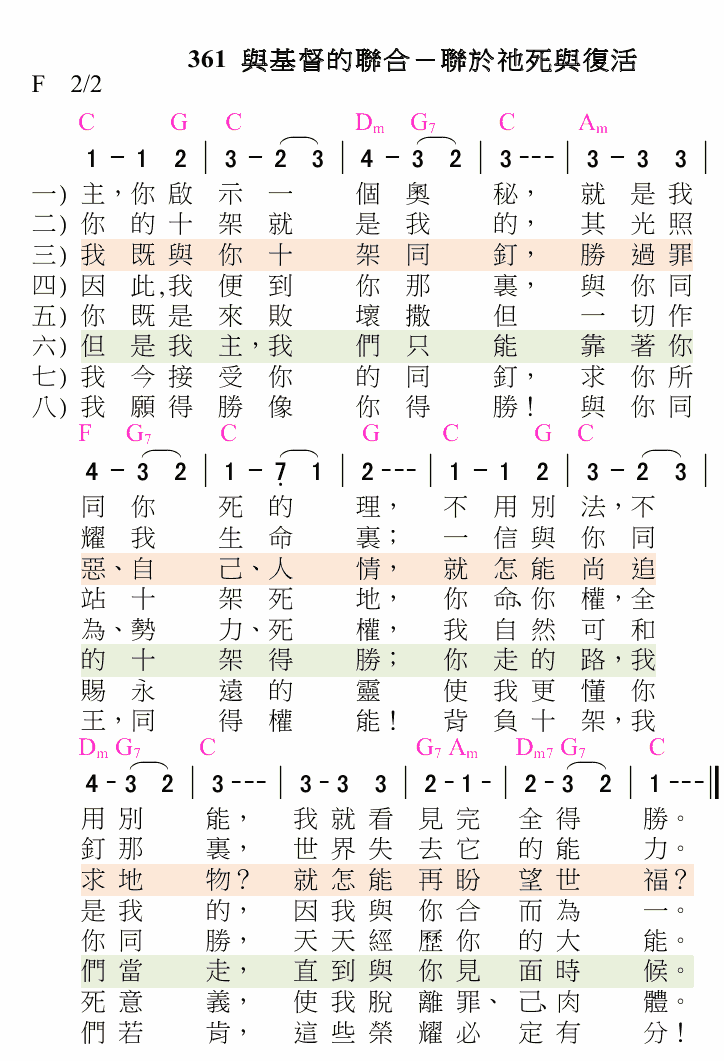 361 與基督的聯合－聯於祂死與復活
F 2/2
C G C Dm G7 C Am
1 - 1 2 | 3 - 2 3 | 4 - 3 2 | 3 --- | 3 - 3 3 |
一) 主，你啟示一個奧秘，就是我
二) 你的十架就是我的，其光照
三) 我既與你十架同釘，勝過罪
四) 因此,我便到你那裏，與你同
五) 你既是來敗壞撒但一切作
六) 但是我主，我們只能靠著你
七) 我今接受你的同釘，求你所
八) 我願得勝像你得勝！與你同
F G7 C G C G C
4 - 3 2 | 1 - 7̣ 1 | 2 --- | 1 - 1 2 | 3 - 2 3 |
同你死的理，不用別法，不
耀我生命裏；一信與你同
惡、自己、人情，就怎能尚追
站十架死地，你命、你權，全
為、勢力、死權，我自然可和
的十架得勝；你走的路，我
賜永遠的靈使我更懂你
王，同得權能！背負十架，我
Dm G7 C G7 Am Dm7 G7 C
4 - 3 2 | 3 --- | 3 - 3 3 | 2 - 1 - | 2 - 3 2 | 1 --- ‖
用別能，我就看見完全得勝。
釘那裏，世界失去它的能力。
求地物？就怎能再盼望世福？
是我的，因我與你合而為一。
你同勝，天天經歷你的大能。
們當走，直到與你見面時候。
死意義，使我脫離罪、己、肉體。
們若肯，這些榮耀必定有分！